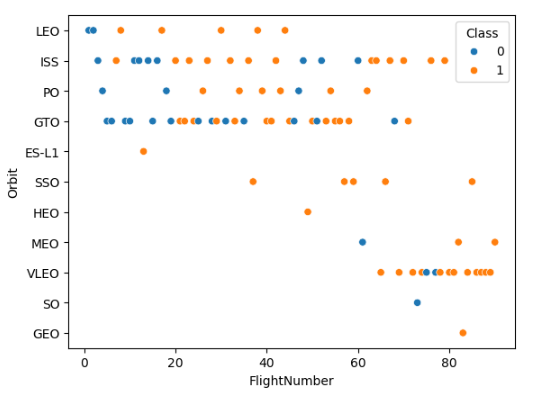 LEO
ISS
PO
GTO
ES-L1
SSO
HEO
MEO
VLEO
SO
GEO
Orbit
Class
0
1
0 20 40 60 80
FlightNumber